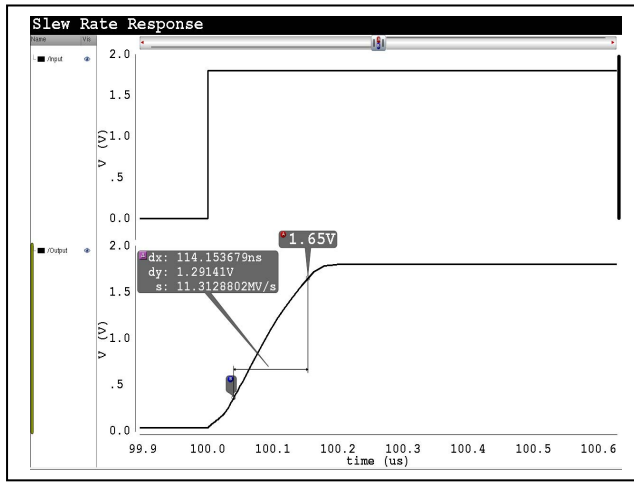 Slew Rate Response
Name Vis
/Input
2.0
1.5
1.0
.5
0.0
V (V)
/Output
2.0
1.5
1.0
.5
0.0
V (V)
1.65V
dx: 114.153679ns
dy: 1.29141V
s: 11.3128802MV/s
99.9 100.0 100.1 100.2 100.3 100.4 100.5 100.6
time (us)